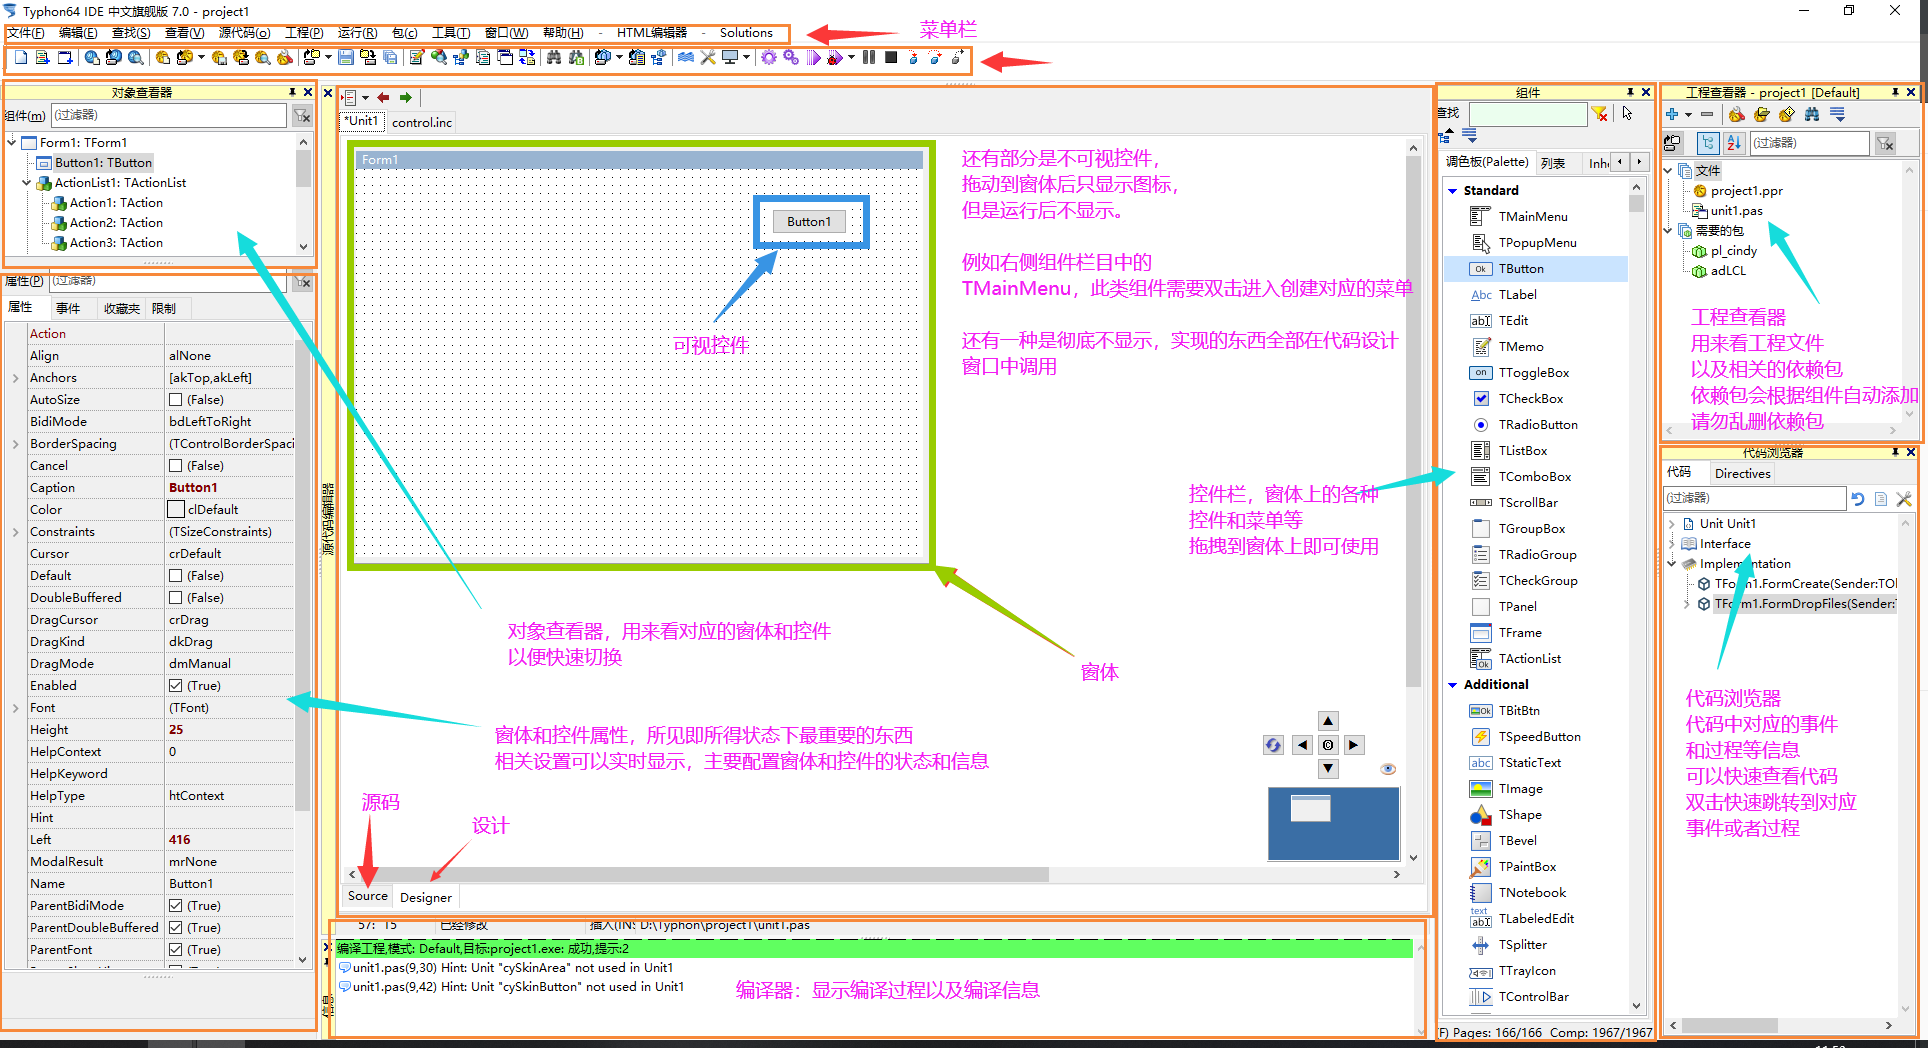 Typhon64 IDE 中文旗舰版 7.0 - project1
文件(F) 编辑(E) 查找(S) 查看(V) 源代码(o) 工程(P) 运行(R) 包(c) 工具(T) 窗口(W) 帮助(H) - HTML编辑器 - Solutions
菜单栏
对象查看器
组件(m) (过滤器)
Form1: TForm1
Button1: TButton
ActionList1: TActionList
Action1: TAction
Action2: TAction
Action3: TAction
属性(P) (过滤器)
属性 事件 收藏夹 限制
Action
Align alNone
Anchors [akTop,akLeft]
AutoSize (False)
BidiMode bdLeftToRight
BorderSpacing (TControlBorderSpaci
Cancel (False)
Caption Button1
Color clDefault
Constraints (TSizeConstraints)
Cursor crDefault
Default (False)
DoubleBuffered (False)
DragCursor crDrag
DragKind dkDrag
DragMode dmManual
Enabled (True)
Font (TFont)
Height 25
HelpContext 0
HelpKeyword
HelpType htContext
Hint
Left 416
ModalResult mrNone
Name Button1
ParentBidiMode (True)
ParentDoubleBuffered (True)
ParentFont (True)
源代码编辑器
*Unit1 control.inc
Form1
Button1
可视控件
还有部分是不可视控件，
拖动到窗体后只显示图标，
但是运行后不显示。
例如右侧组件栏目中的
TMainMenu，此类组件需要双击进入创建对应的菜单
还有一种是彻底不显示，实现的东西全部在代码设计
窗口中调用
控件栏，窗体上的各种
控件和菜单等
拖拽到窗体上即可使用
对象查看器，用来看对应的窗体和控件
以便快速切换
窗体
窗体和控件属性，所见即所得状态下最重要的东西
相关设置可以实时显示，主要配置窗体和控件的状态和信息
源码
设计
Source Designer
57: 15 已经修改 插入(INS D:\Typhon\project1\unit1.pas
编译工程,模式: Default,目标:project1.exe: 成功,提示:2
unit1.pas(9,30) Hint: Unit "cySkinArea" not used in Unit1
unit1.pas(9,42) Hint: Unit "cySkinButton" not used in Unit1
编译器：显示编译过程以及编译信息
组件
查找
调色板(Palette) 列表 Inh
Standard
TMainMenu
TPopupMenu
TButton
TLabel
TEdit
TMemo
TToggleBox
TCheckBox
TRadioButton
TListBox
TComboBox
TScrollBar
TGroupBox
TRadioGroup
TCheckGroup
TPanel
TFrame
TActionList
Additional
TBitBtn
TSpeedButton
TStaticText
TImage
TShape
TBevel
TPaintBox
TNotebook
TLabeledEdit
TSplitter
TTrayIcon
TControlBar
F) Pages: 166/166 Comp: 1967/1967
工程查看器 - project1 [Default]
(过滤器)
文件
project1.ppr
unit1.pas
需要的包
pl_cindy
adLCL
工程查看器
用来看工程文件
以及相关的依赖包
依赖包会根据组件自动添加
请勿乱删依赖包
代码浏览器
代码 Directives
(过滤器)
Unit Unit1
Interface
Implementation
TForm1.FormCreate(Sender:TOl
TForm1.FormDropFiles(Sender:T
代码浏览器
代码中对应的事件
和过程等信息
可以快速查看代码
双击快速跳转到对应
事件或者过程